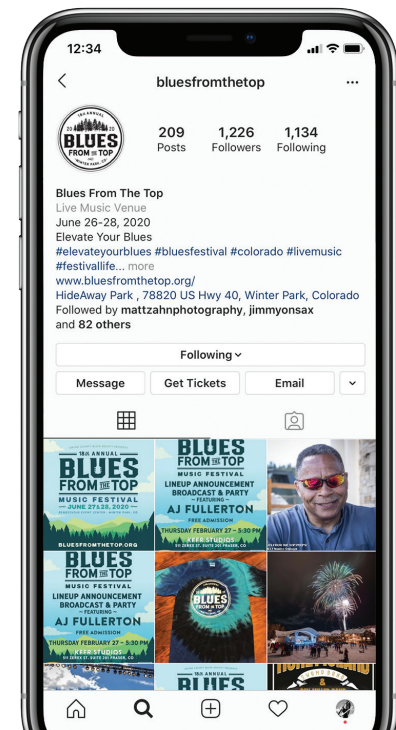 12:34
bluesfromthetop
18th ANNUAL
20 20
BLUES
FROM THE TOP
WINTER PARK, CO
209 1,226 1,134
Posts Followers Following
Blues From The Top
Live Music Venue
June 26-28, 2020
Elevate Your Blues
#elevateyourblues #bluesfestival #colorado #livemusic
#festivallife... more
www.bluesfromthetop.org/
HideAway Park , 78820 US Hwy 40, Winter Park, Colorado
Followed by mattzahnphotography, jimmyonsax
and 82 others
Following
Message Get Tickets Email
18th ANNUAL
BLUES
FROM THE TOP
MUSIC FESTIVAL
— JUNE 27&28, 2020 —
BLUESFROMTHETOP.ORG
BLUES
FROM THE TOP
MUSIC FESTIVAL
LINEUP ANNOUNCEMENT
BROADCAST & PARTY
– FEATURING –
AJ FULLERTON
FREE ADMISSION
THURSDAY FEBRUARY 27 – 5:30 PM
KEER STUDIOS
BLUES
FROM THE TOP
MUSIC FESTIVAL
LINEUP ANNOUNCEMENT
BROADCAST & PARTY
– FEATURING –
AJ FULLERTON
FREE ADMISSION
THURSDAY FEBRUARY 27 – 5:30 PM
KEER STUDIOS
BLUES
FROM THE TOP
BLUES